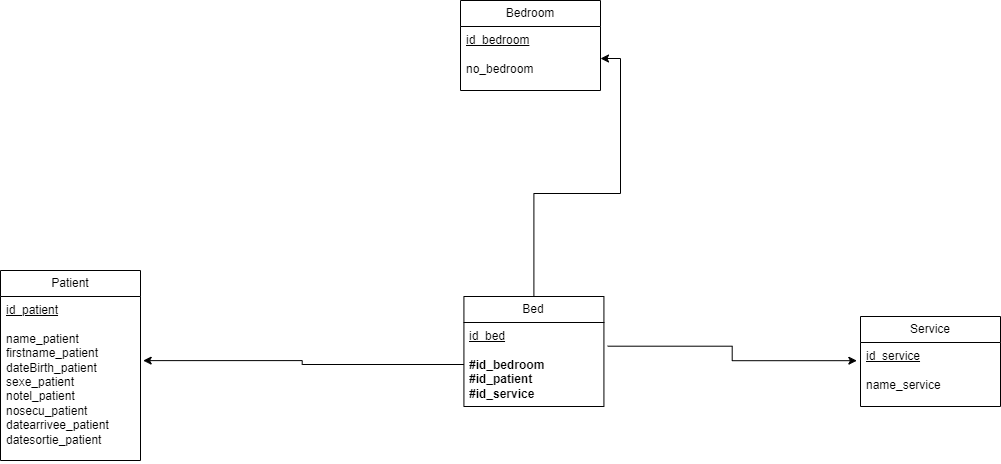 Bedroom
id_bedroom
no_bedroom
Patient
id_patient
name_patient
firstname_patient
dateBirth_patient
sexe_patient
notel_patient
nosecu_patient
datearrivee_patient
datesortie_patient
Bed
id_bed
#id_bedroom
#id_patient
#id_service
Service
id_service
name_service